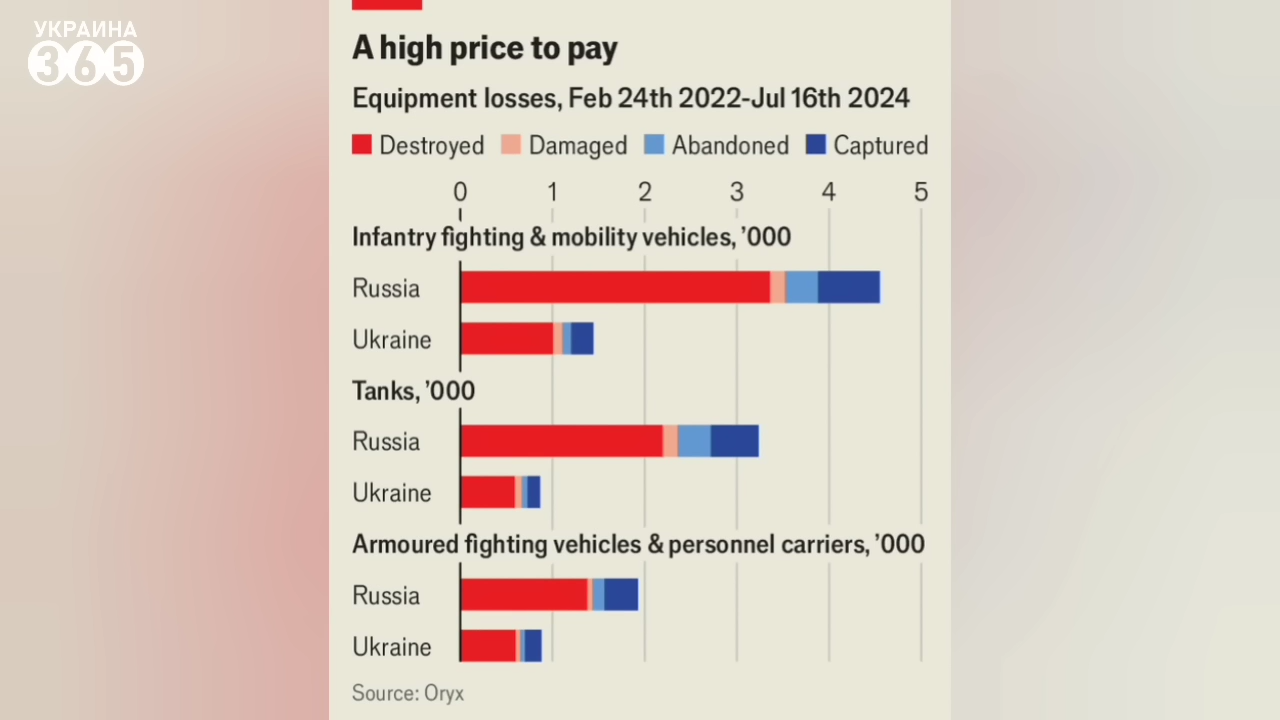 УКРАИНА
365
A high price to pay
Equipment losses, Feb 24th 2022-Jul 16th 2024
Destroyed Damaged Abandoned Captured
0 1 2 3 4 5
Infantry fighting & mobility vehicles, ’000
Russia
Ukraine
Tanks, ’000
Russia
Ukraine
Armoured fighting vehicles & personnel carriers, ’000
Russia
Ukraine
Source: Oryx